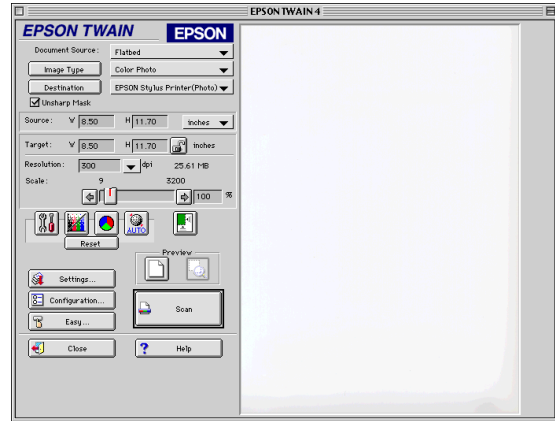 EPSON TWAIN 4
EPSON TWAIN EPSON
Document Source: Flatbed
Image Type Color Photo
Destination EPSON Stylus Printer(Photo)
Unsharp Mask
Source: W 8.50 H 11.70 inches
Target: W 8.50 H 11.70 inches
Resolution: 300 dpi 25.61 MB
Scale: 9 3200
100 %
AUTO
Reset
Preview
Settings...
Configuration...
Scan
Easy...
Close ? Help